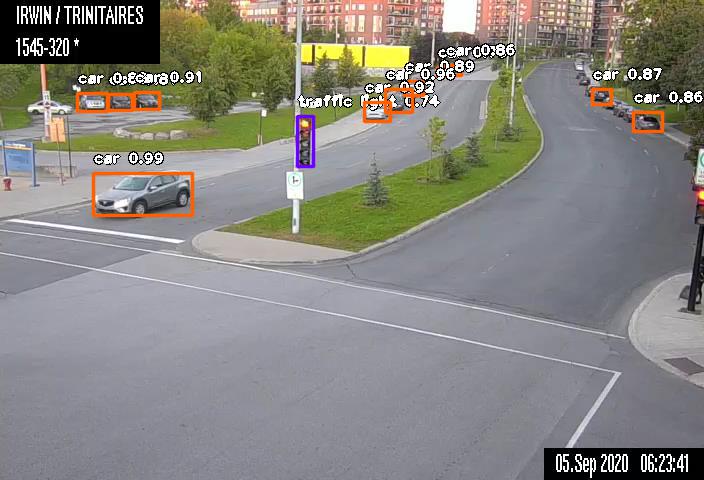 IRWIN / TRINITAIRES
1545-320 *
car 0.86
car 0.89
car 0.96
car 0.91
car 0.87
car 0.92
car 0.86
traffic light 0.74
car 0.99
05.Sep 2020 06:23:41